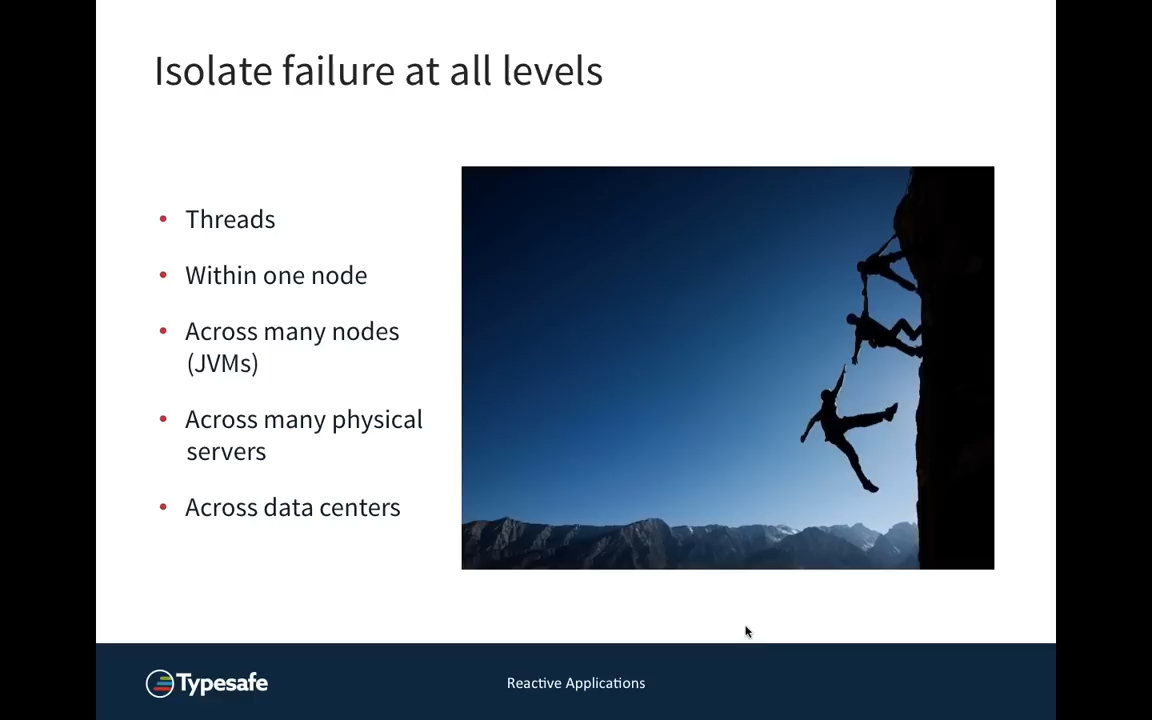 Isolate failure at all levels
• Threads
• Within one node
• Across many nodes
(JVMs)
• Across many physical
servers
• Across data centers
Typesafe
Reactive Applications